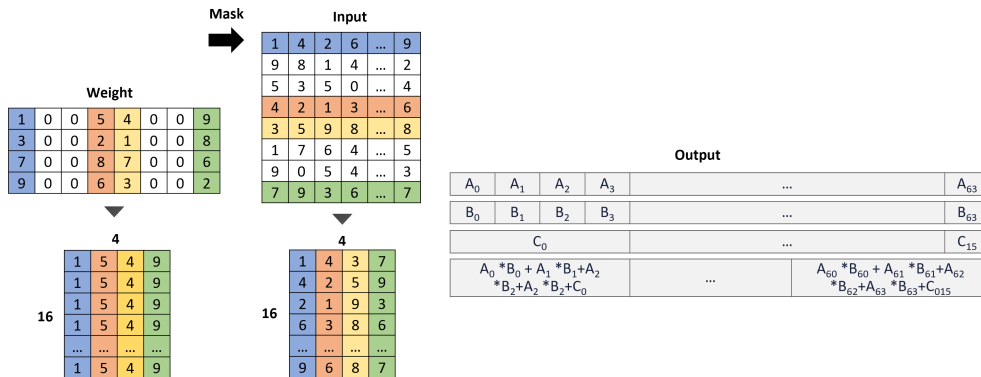 Mask
Input
1 4 2 6 ... 9
9 8 1 4 ... 2
5 3 5 0 ... 4
4 2 1 3 ... 6
3 5 9 8 ... 8
1 7 6 4 ... 5
9 0 5 4 ... 3
7 9 3 6 ... 7
Weight
1 0 0 5 4 0 0 9
3 0 0 2 1 0 0 8
7 0 0 8 7 0 0 6
9 0 0 6 3 0 0 2
4
16
1 5 4 9
1 5 4 9
1 5 4 9
1 5 4 9
... ... ... ...
1 5 4 9
4
16
1 4 3 7
4 2 5 9
2 1 9 3
6 3 8 6
... ... ... ...
9 6 8 7
Output
A0 A1 A2 A3 ... A63
B0 B1 B2 B3 ... B63
C0 ... C15
A0 *B0 + A1 *B1+A2
*B2+A2 *B2+C0
...
A60 *B60 + A61 *B61+A62
*B62+A63 *B63+C015